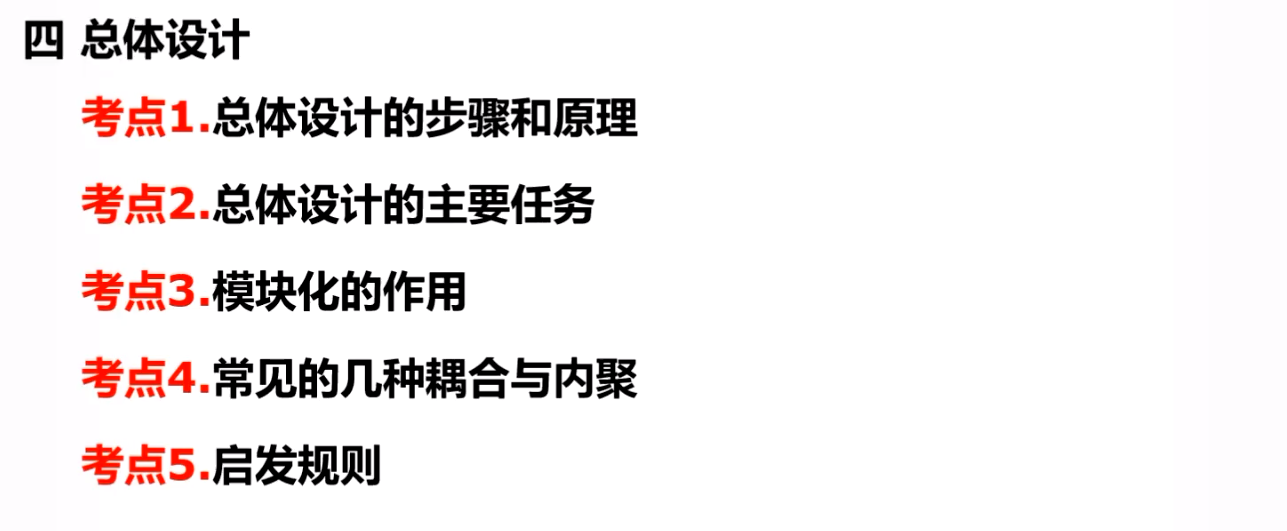 四 总体设计
考点1.总体设计的步骤和原理
考点2.总体设计的主要任务
考点3.模块化的作用
考点4.常见的几种耦合与内聚
考点5.启发规则